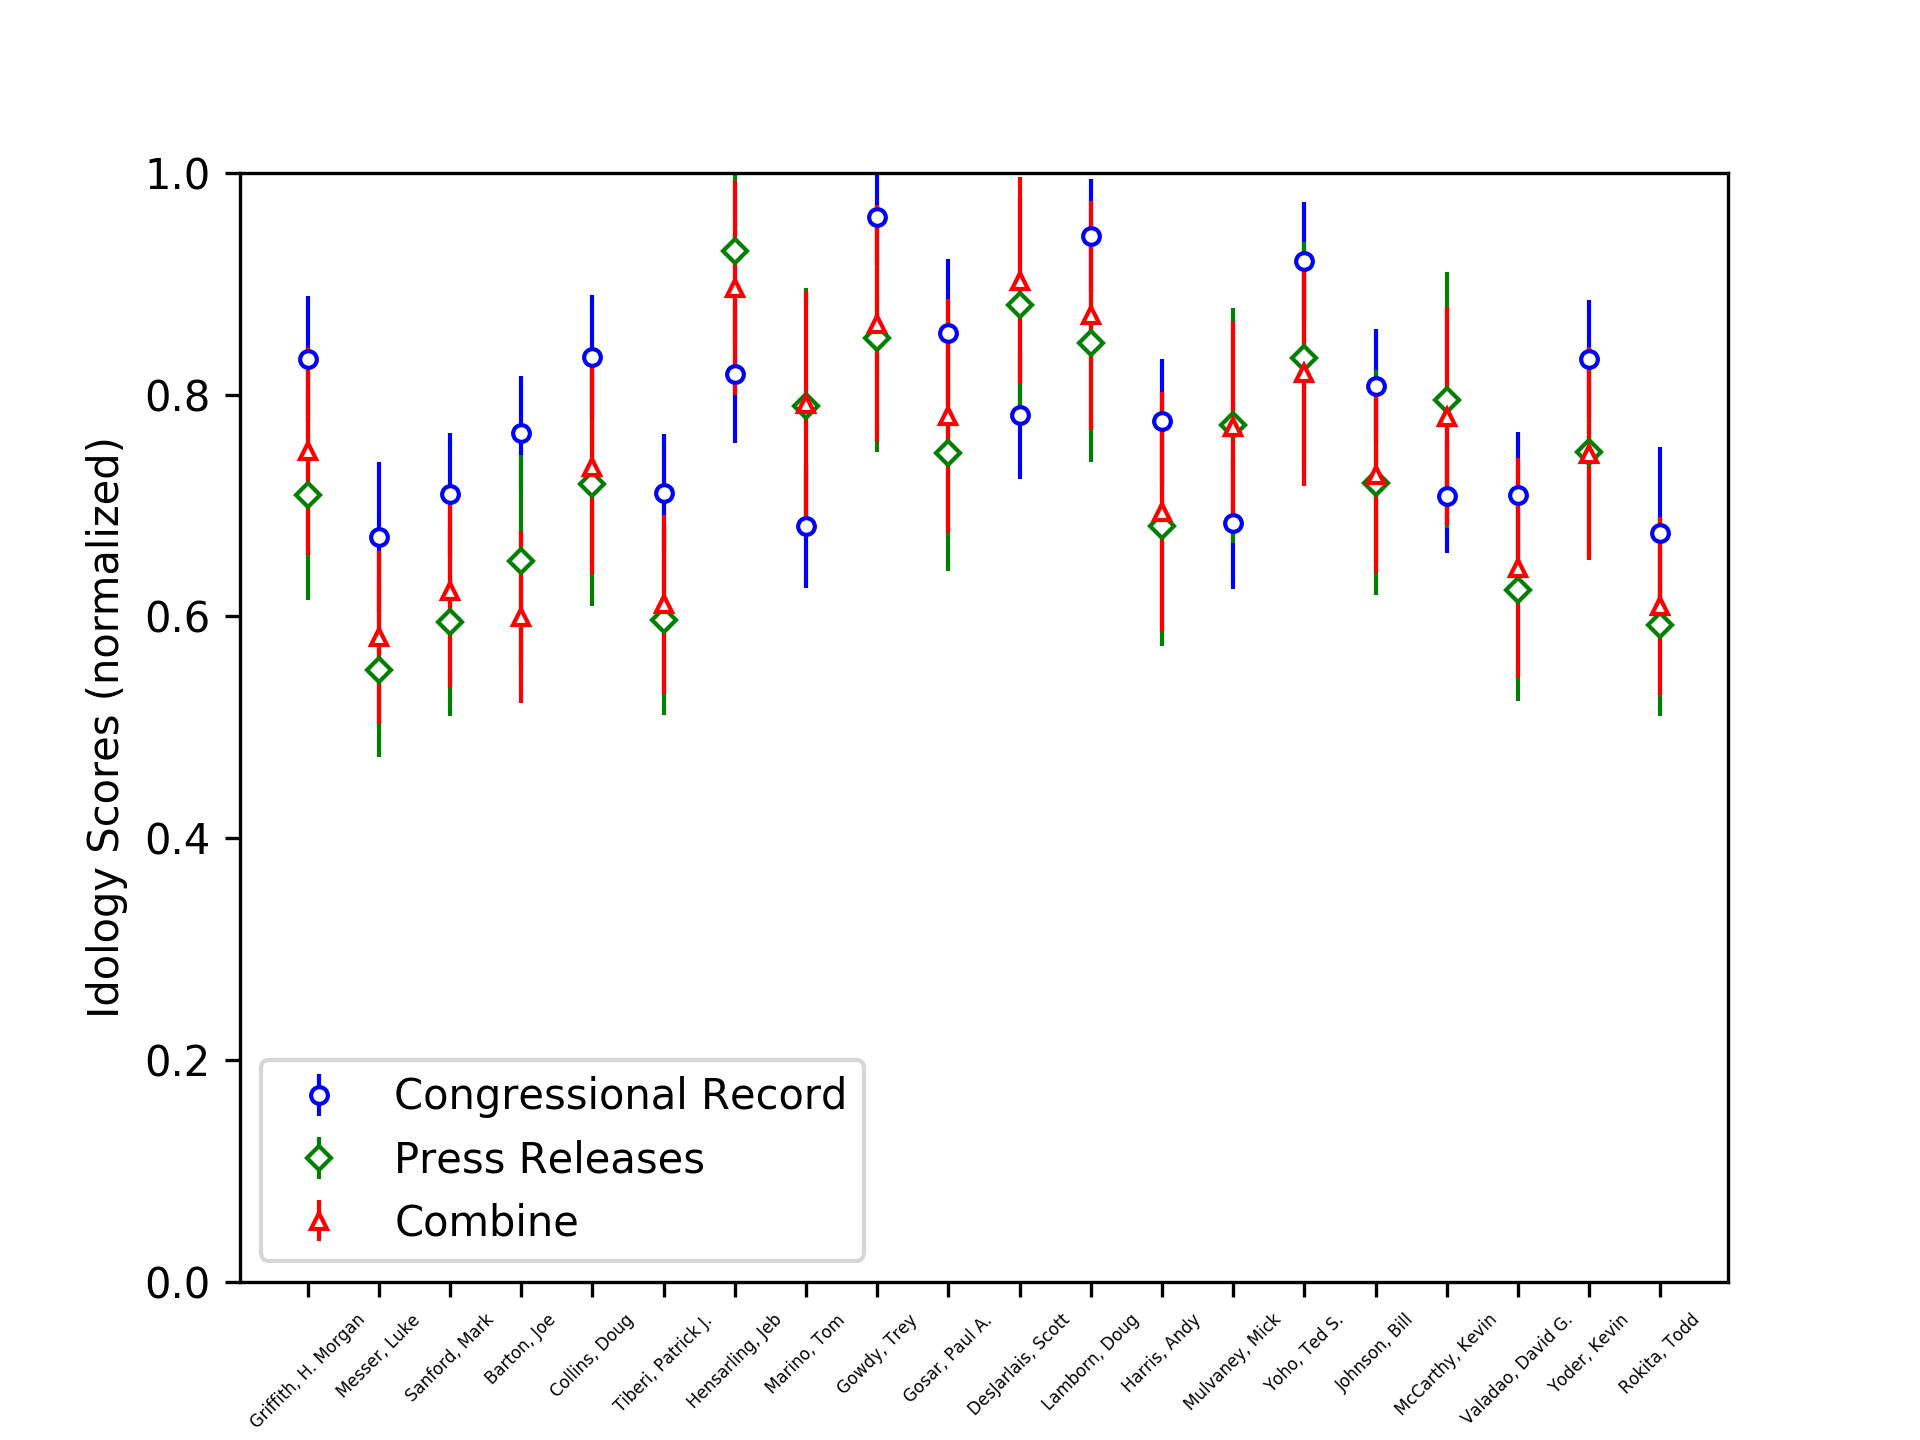 1.0
0.8
0.6
0.4
0.2
0.0
Idology Scores (normalized)
Congressional Record
Press Releases
Combine
Griffith, H. Morgan
Messer, Luke
Sanford, Mark
Barton, Joe
Collins, Doug
Tiberi, Patrick J.
Hensarling, Jeb
Marino, Tom
Gowdy, Trey
Gosar, Paul A.
DesJarlais, Scott
Lamborn, Doug
Harris, Andy
Mulvaney, Mick
Yoho, Ted S.
Johnson, Bill
McCarthy, Kevin
Valadao, David G.
Yoder, Kevin
Rokita, Todd